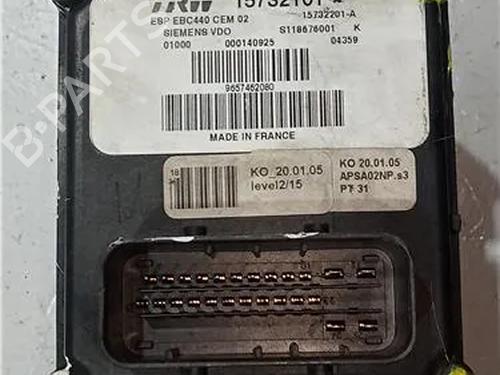 TRW 15732101 A
ESP EBC440 CEM 02 15732201-A
SIEMENS VDO S118676001 K
01000 000140925 04359
9657462080
MADE IN FRANCE
KO_20.01.05
level2/15
KO 20.01.05
APSA02NP.s3
PT 31
B-PARTS